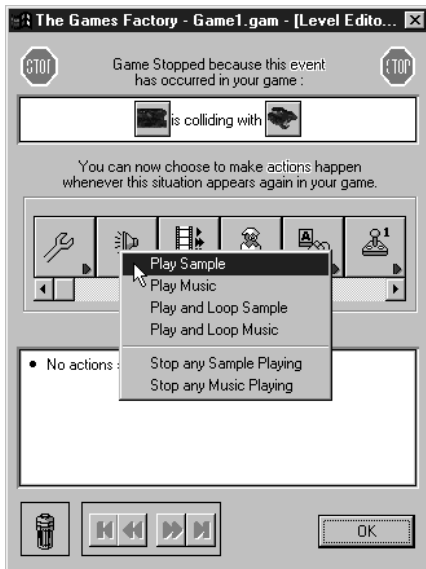 The Games Factory - Game1.gam - [Level Edito...
STOP
Game Stopped because this event
STOP
has occurred in your game :
is colliding with
You can now choose to make actions happen
whenever this situation appears again in your game.
A
1
Play Sample
Play Music
Play and Loop Sample
Play and Loop Music
Stop any Sample Playing
Stop any Music Playing
• No actions
OK